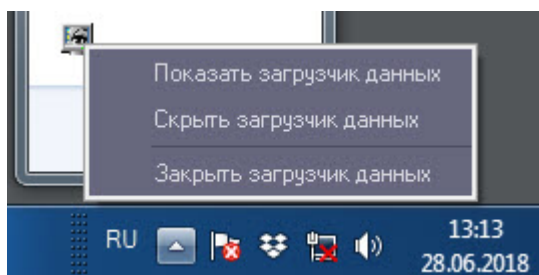 Показать загрузчик данных
Скрыть загрузчик данных
Закрыть загрузчик данных
RU
13:13
28.06.2018